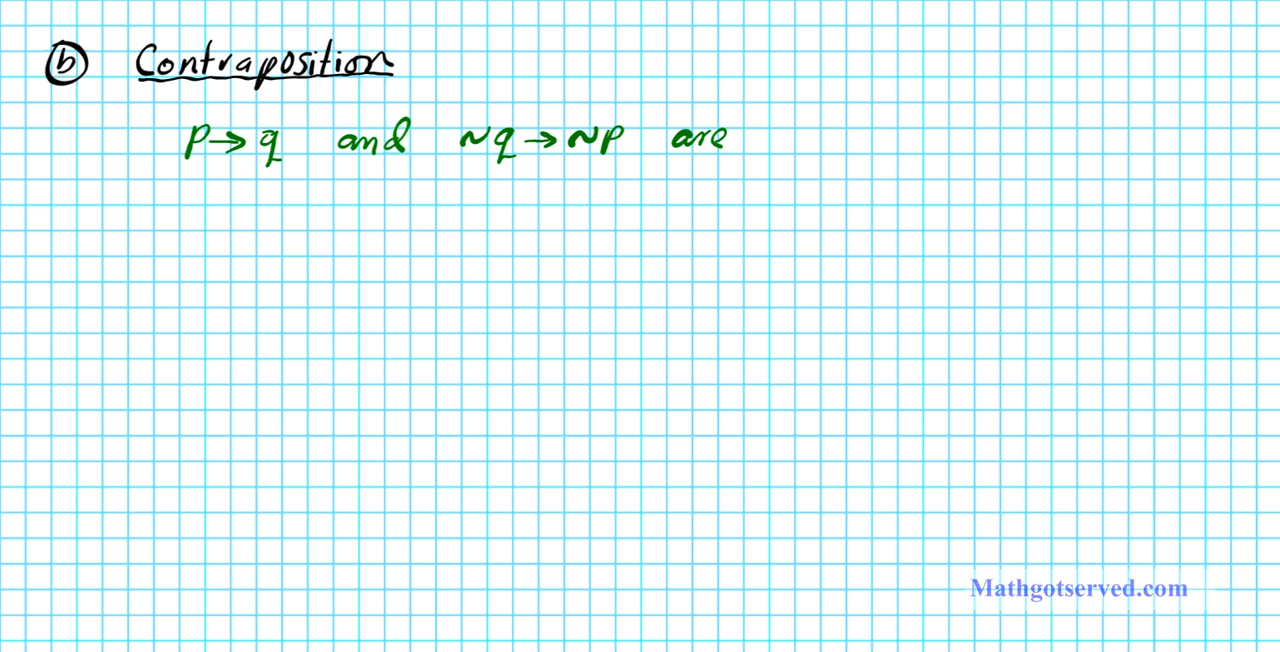 ⓑ Contraposition
p→q and ~q→~p are
Mathgotserved.com